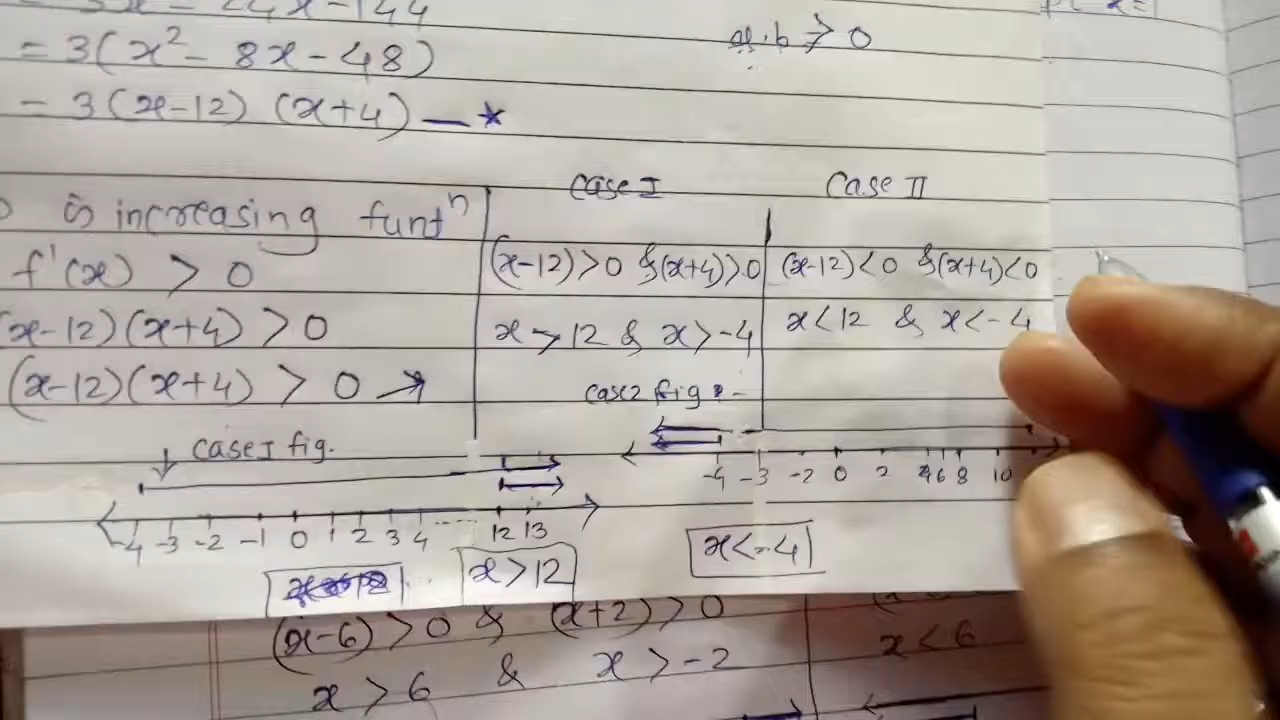 = 3(x² - 8x - 48)
a.b > 0
= 3(x-12) (x+4) — *
is increasing funtⁿ
Case I
Case II
f'(x) > 0
(x-12)>0 & (x+4)>0
(x-12)<0 & (x+4)<0
(x-12)(x+4) > 0
x > 12 & x > -4
x < 12 & x < -4
(x-12)(x+4) > 0 →
case 2 fig -
case I fig.
-4 -3 -2 0 2 4 6 8 10
-4 -3 -2 -1 0 1 2 3 4 ..... 12 13
x < -4
x > 12
(x-6) > 0 & (x+2) > 0
x < 6
x > 6 & x > -2